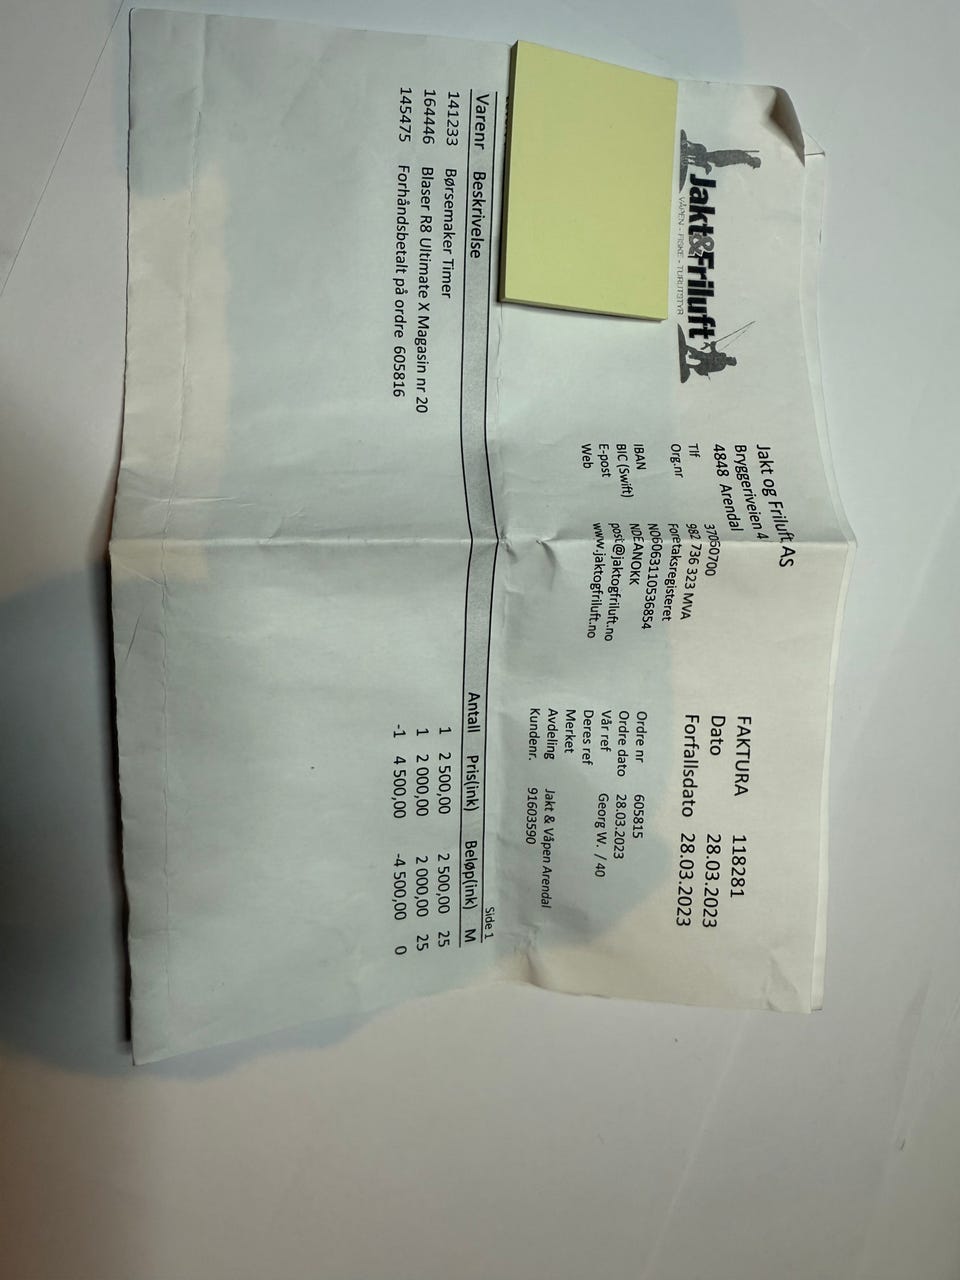 Jakt&Friluft
VÅPEN - FISKE - TURUTSTYR
Jakt og Friluft AS
Bryggeriveien 4
4848 Arendal
Tlf 37060700
Org.nr 982 736 323 MVA
Foretaksregisteret
IBAN NO6063110536854
BIC (Swift) NDEANOKK
E-post post@jaktogfriluft.no
Web www.jaktogfriluft.no
FAKTURA 118281
Dato 28.03.2023
Forfallsdato 28.03.2023
Ordre nr 605815
Ordre dato 28.03.2023
Vår ref Georg W. / 40
Deres ref
Merket
Avdeling Jakt & Våpen Arendal
Kundenr. 91603590
Side 1
Varenr Beskrivelse Antall Pris(ink) Beløp(ink) M
141233 Børsemaker Timer 1 2 500,00 2 500,00 25
164446 Blaser R8 Ultimate X Magasin nr 20 1 2 000,00 2 000,00 25
145475 Forhåndsbetalt på ordre 605816 -1 4 500,00 -4 500,00 0